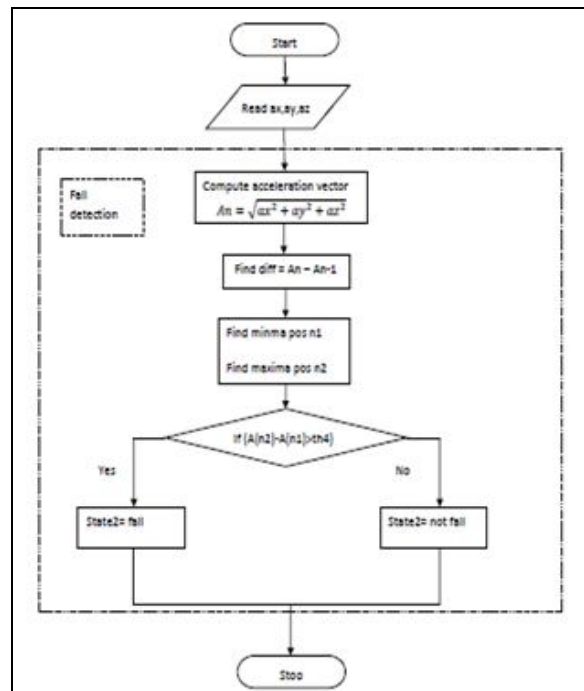 Start
Read ax,ay,az
Fall
detection
Compute acceleration vector
An = √ax² + ay² + az²
Find diff = An – An-1
Find minma pos n1
Find maxima pos n2
If (A(n2)-A(n1)>th4)
Yes
No
State2= fall
State2= not fall
Stop